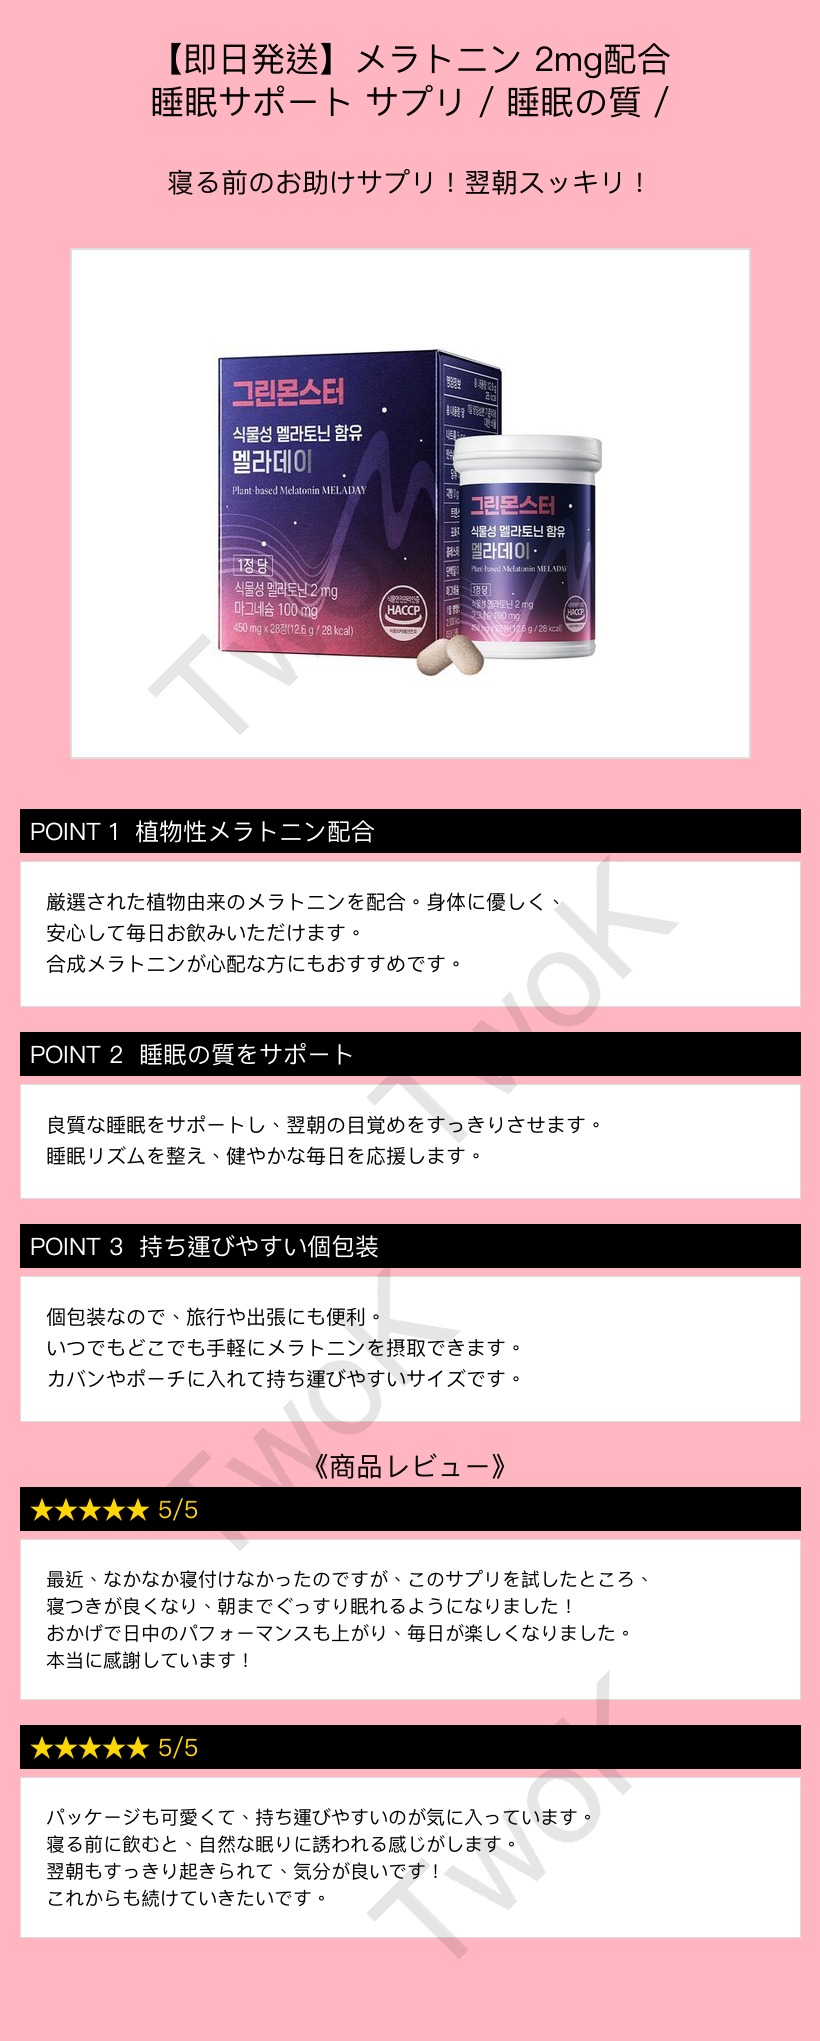 【即日発送】メラトニン 2mg配合
睡眠サポート サプリ / 睡眠の質 /
寝る前のお助けサプリ！翌朝スッキリ！
그린몬스터
식물성 멜라토닌 함유
멜라데이
Plant-based Melatonin MELADAY
1정 당
식물성 멜라토닌 2 mg
마그네슘 100 mg
450 mg x 28정(12.6 g / 28 kcal)
HACCP
영양정보
그린몬스터
식물성 멜라토닌 함유
멜라데이
Plant-based Melatonin MELADAY
1정 당
식물성 멜라토닌 2 mg
마그네슘 100 mg
450 mg x 28정(12.6 g / 28 kcal)
HACCP
POINT 1 植物性メラトニン配合
厳選された植物由来のメラトニンを配合。身体に優しく、
安心して毎日お飲みいただけます。
合成メラトニンが心配な方にもおすすめです。
POINT 2 睡眠の質をサポート
良質な睡眠をサポートし、翌朝の目覚めをすっきりさせます。
睡眠リズムを整え、健やかな毎日を応援します。
POINT 3 持ち運びやすい個包装
個包装なので、旅行や出張にも便利。
いつでもどこでも手軽にメラトニンを摂取できます。
カバンやポーチに入れて持ち運びやすいサイズです。
《商品レビュー》
★★★★★ 5/5
最近、なかなか寝付けなかったのですが、このサプリを試したところ、
寝つきが良くなり、朝までぐっすり眠れるようになりました！
おかげで日中のパフォーマンスも上がり、毎日が楽しくなりました。
本当に感謝しています！
★★★★★ 5/5
パッケージも可愛くて、持ち運びやすいのが気に入っています。
寝る前に飲むと、自然な眠りに誘われる感じがします。
翌朝もすっきり起きられて、気分が良いです！
これからも続けていきたいです。
TwoK
TwoK
TwoK